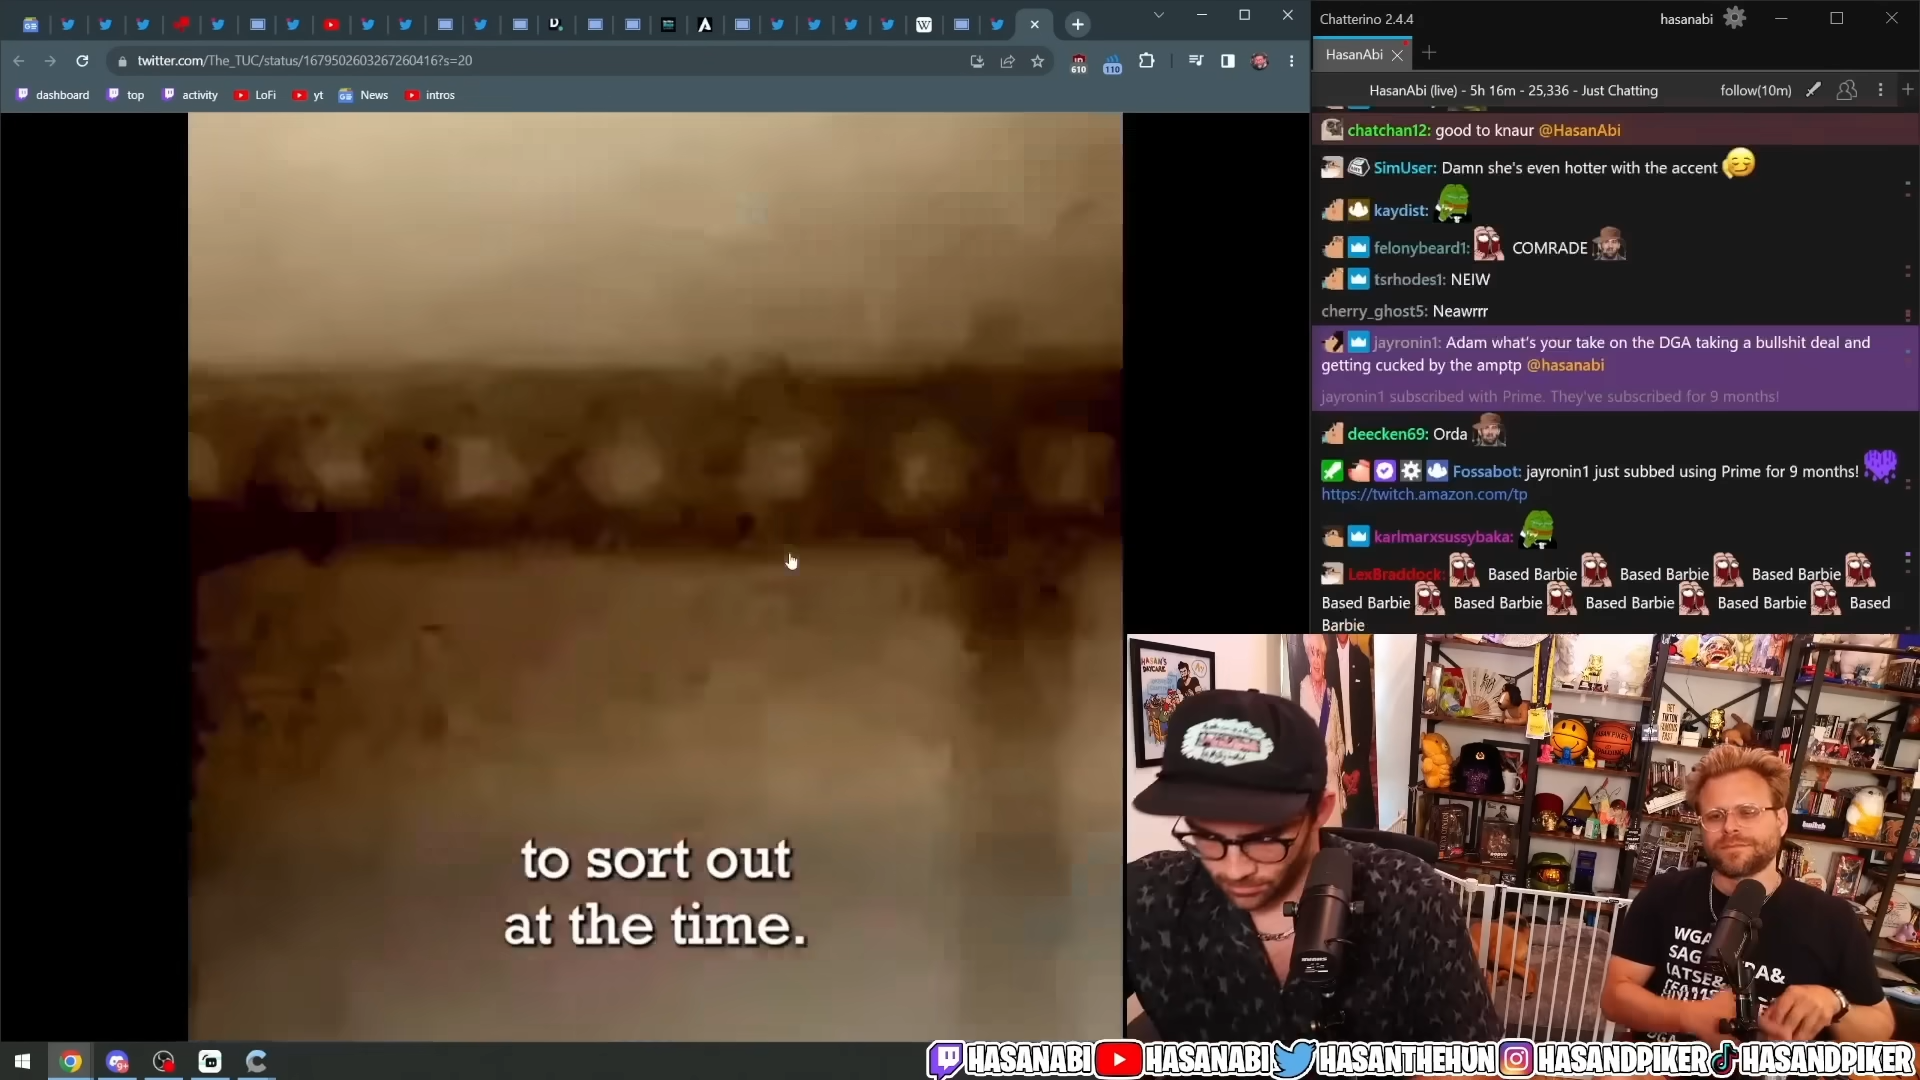 Chatterino 2.4.4
hasanabi
twitter.com/The_TUC/status/1679502603267260416?s=20
610
110
HasanAbi
dashboard
top
activity
LoFi
yt
News
intros
HasanAbi (live) - 5h 16m - 25,336 - Just Chatting
follow(10m)
chatchan12: good to knaur @HasanAbi
SimUser: Damn she's even hotter with the accent
kaydist:
felonybeard1: COMRADE
tsrhodes1: NEIW
cherry_ghost5: Neawrrr
jayronin1: Adam what's your take on the DGA taking a bullshit deal and
getting cucked by the amptp @hasanabi
jayronin1 subscribed with Prime. They've subscribed for 9 months!
deecken69: Orda
Fossabot: jayronin1 just subbed using Prime for 9 months!
https://twitch.amazon.com/tp
karlmarxsussybaka:
LexBraddock: Based Barbie Based Barbie Based Barbie
Based Barbie Based Barbie Based Barbie Based Barbie Based
Barbie
to sort out
at the time.
HASAN'S
DAYCARE
WGA
SAG
IATSE&
HASANABI HASANABI HASANTHEHUN HASANDPIKER HASANDPIKER